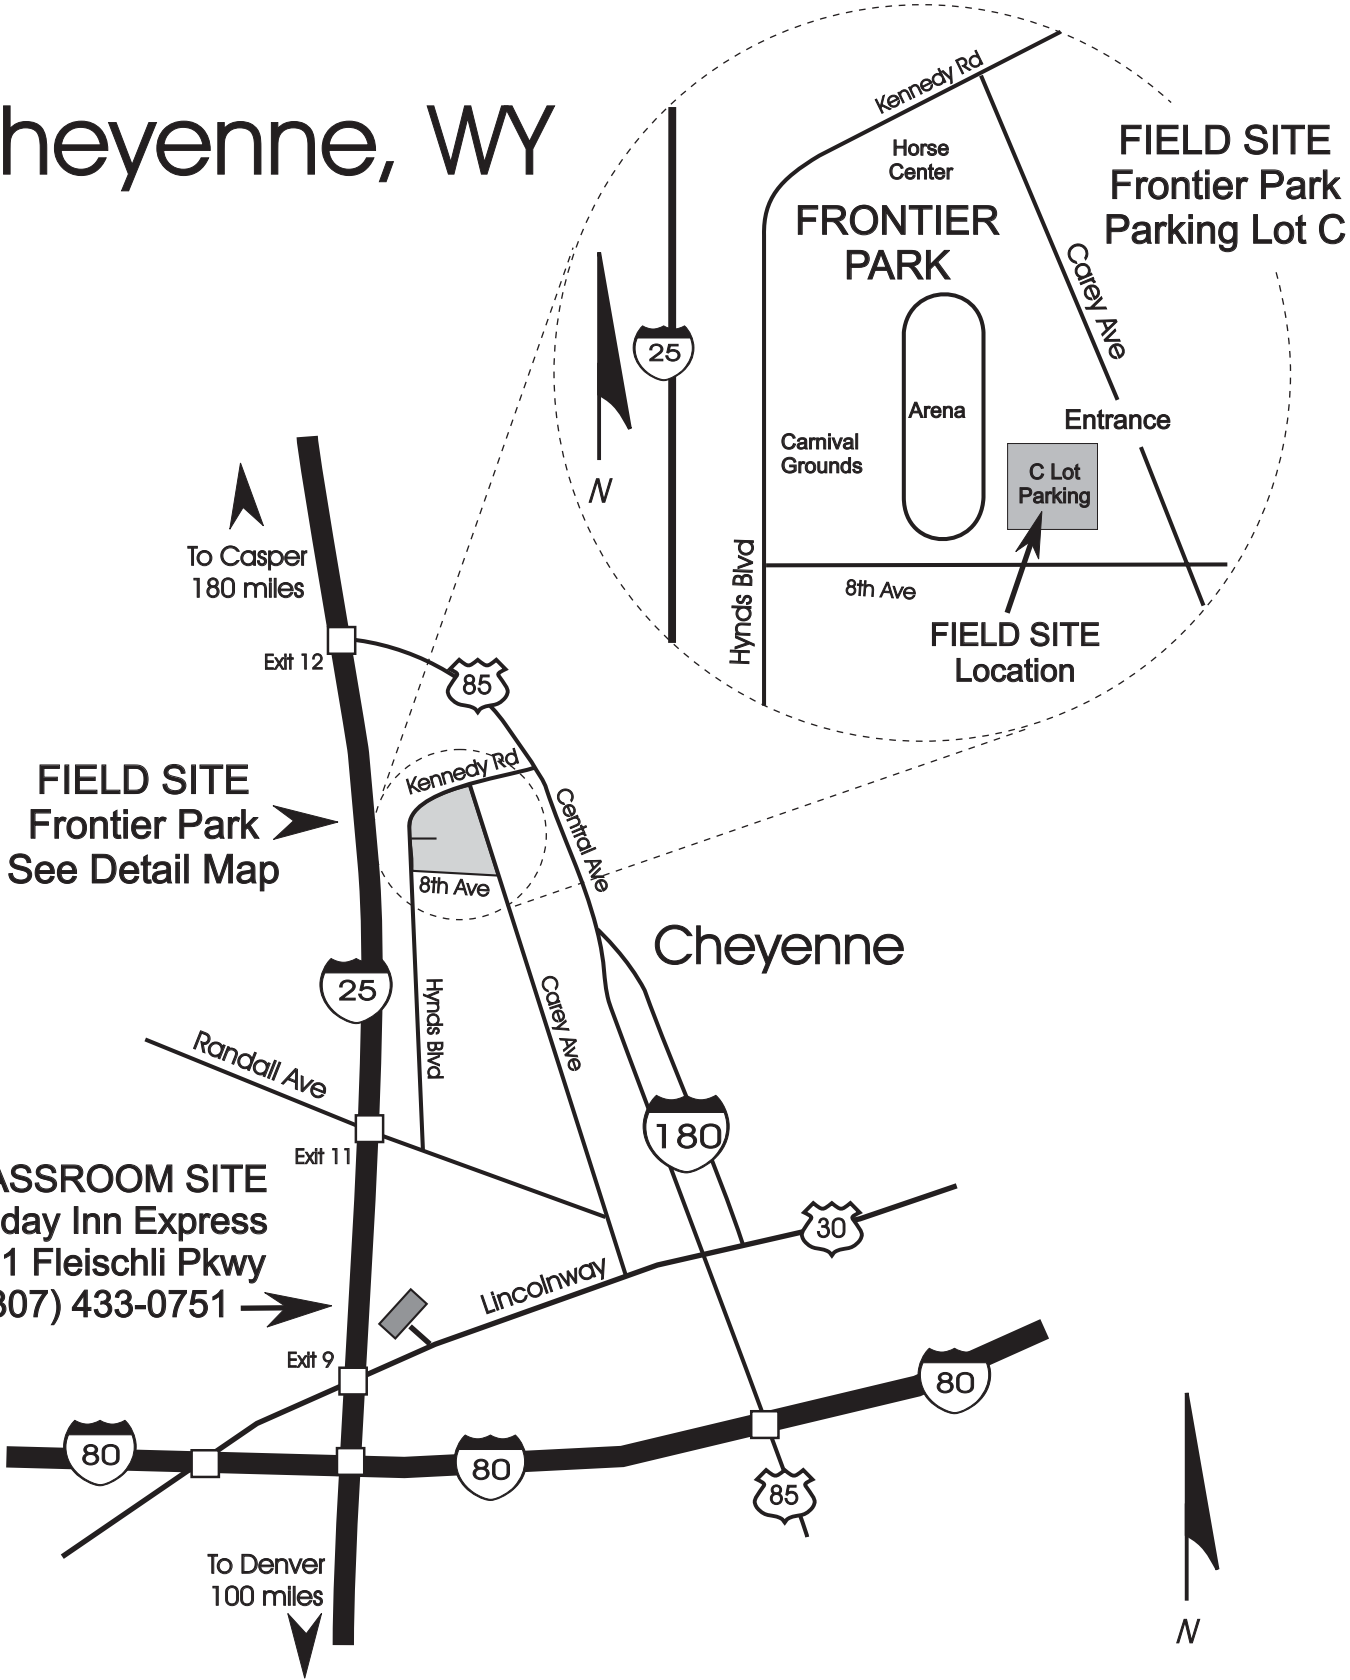 heyenne, WY
Kennedy Rd
Horse
Center
FRONTIER
PARK
FIELD SITE
Frontier Park
Parking Lot C
Carey Ave
25
Arena
Entrance
Carnival
Grounds
C Lot
Parking
N
Hynds Blvd
8th Ave
FIELD SITE
Location
To Casper
180 miles
Exit 12
85
FIELD SITE
Frontier Park
See Detail Map
Kennedy Rd
Central Ave
8th Ave
Cheyenne
25
Hynds Blvd
Carey Ave
Randall Ave
Exit 11
180
ASSROOM SITE
day Inn Express
1 Fleischli Pkwy
307) 433-0751
30
Lincolnway
Exit 9
80
80
80
85
To Denver
100 miles
N